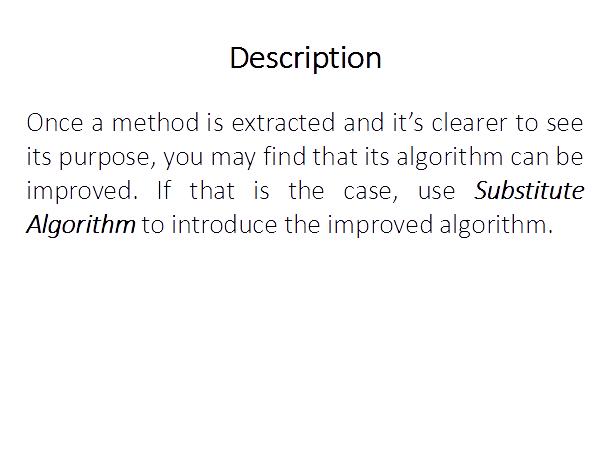 Description
Once a method is extracted and it’s clearer to see
its purpose, you may find that its algorithm can be
improved. If that is the case, use Substitute
Algorithm to introduce the improved algorithm.